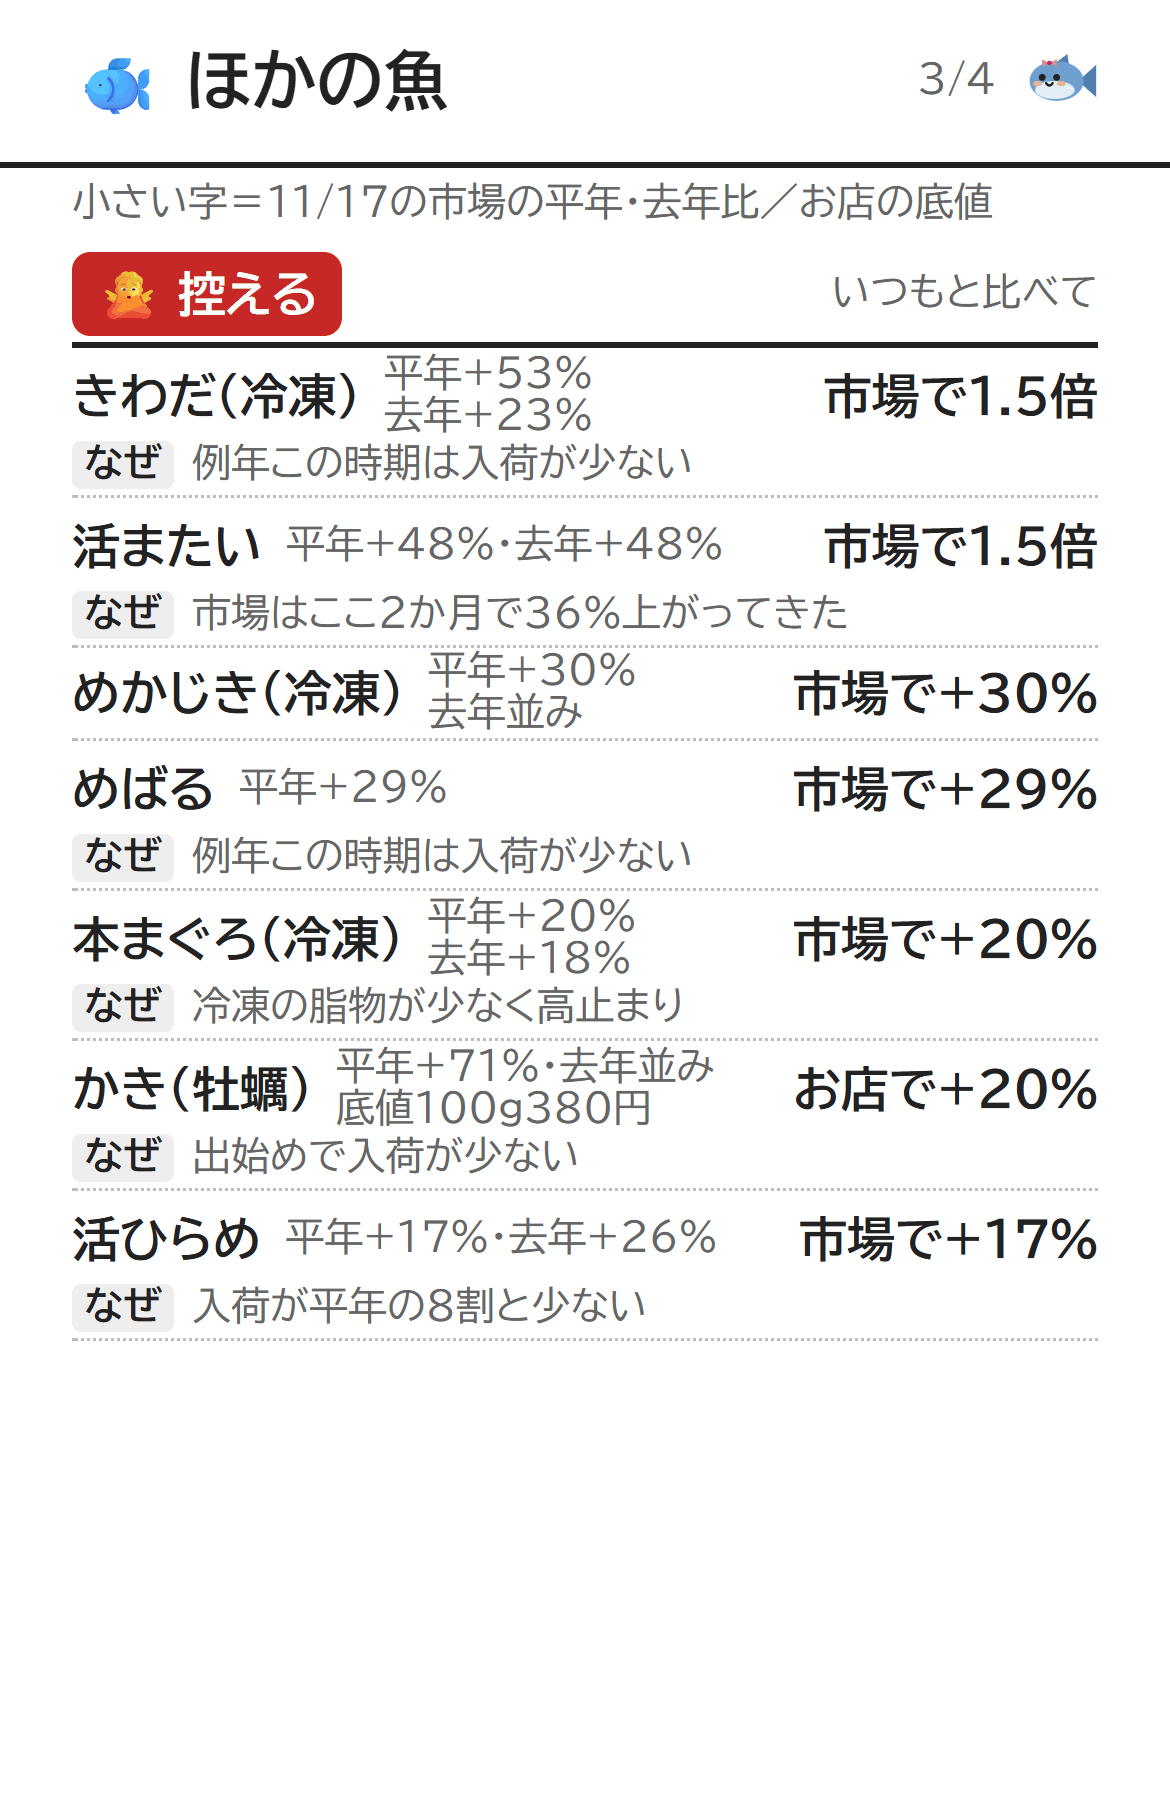 ほかの魚
3/4
小さい字＝11/17の市場の平年・去年比／お店の底値
控える
いつもと比べて
きわだ（冷凍） 平年+53% 去年+23% 市場で1.5倍
なぜ 例年この時期は入荷が少ない
活またい 平年+48%・去年+48% 市場で1.5倍
なぜ 市場はここ2か月で36%上がってきた
めかじき（冷凍） 平年+30% 去年並み 市場で+30%
めばる 平年+29% 市場で+29%
なぜ 例年この時期は入荷が少ない
本まぐろ（冷凍） 平年+20% 去年+18% 市場で+20%
なぜ 冷凍の脂物が少なく高止まり
かき（牡蠣） 平年+71%・去年並み 底値100g380円 お店で+20%
なぜ 出始めで入荷が少ない
活ひらめ 平年+17%・去年+26% 市場で+17%
なぜ 入荷が平年の8割と少ない